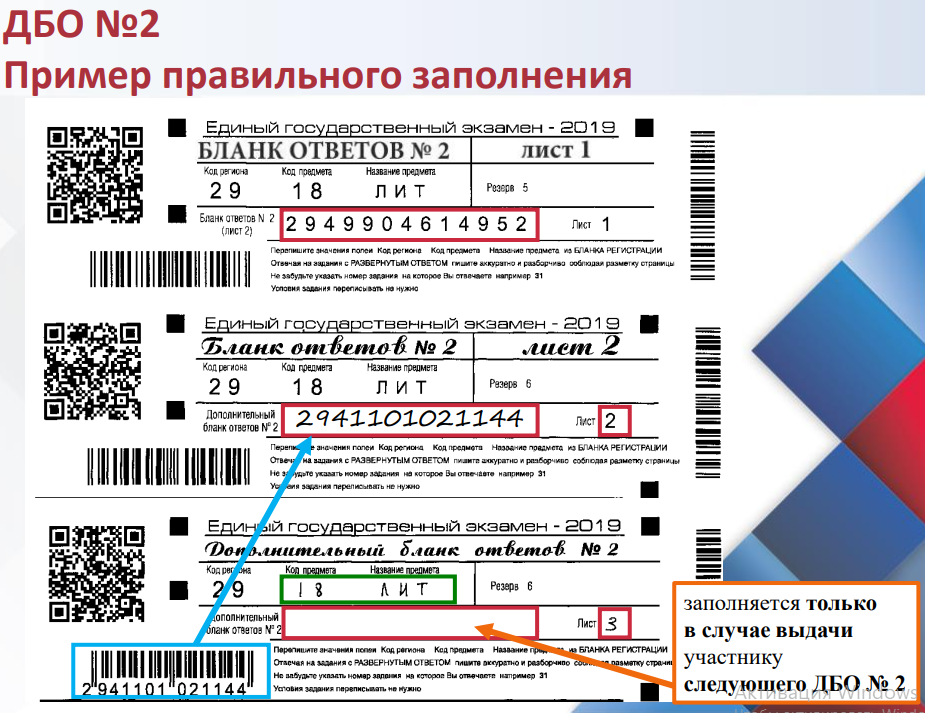 ДБО №2
Пример правильного заполнения
Единый государственный экзамен - 2019
БЛАНК ОТВЕТОВ № 2 лист 1
Код региона Код предмета Название предмета
29 18 ЛИТ Резерв 5
Бланк ответов № 2 (лист 2) 2949904614952 Лист 1
Перепишите значения полей Код региона Код предмета Название предмета из БЛАНКА РЕГИСТРАЦИИ
Отвечая на задания с РАЗВЕРНУТЫМ ОТВЕТОМ пишите аккуратно и разборчиво соблюдая разметку страницы
Не забудьте указать номер задания на которое Вы отвечаете например 31
Условия задания переписывать не нужно
Единый государственный экзамен - 2019
Бланк ответов № 2 лист 2
Код региона Код предмета Название предмета
29 18 ЛИТ Резерв 6
Дополнительный бланк ответов № 2 2941101021144 Лист 2
Перепишите значения полей Код региона Код предмета Название предмета из БЛАНКА РЕГИСТРАЦИИ
Отвечая на задания с РАЗВЕРНУТЫМ ОТВЕТОМ пишите аккуратно и разборчиво соблюдая разметку страницы
Не забудьте указать номер задания на которое Вы отвечаете например 31
Условия задания переписывать не нужно
Единый государственный экзамен - 2019
Дополнительный бланк ответов № 2
Код региона Код предмета Название предмета
29 18 ЛИТ Резерв 6
Дополнительный бланк ответов № 2 Лист 3
Перепишите значения полей Код региона Код предмета Название предмета из БЛАНКА РЕГИСТРАЦИИ
Отвечая на задания с РАЗВЕРНУТЫМ ОТВЕТОМ пишите аккуратно и разборчиво соблюдая разметку
Не забудьте указать номер задания на которое Вы отвечаете например 31
Условия задания переписывать не нужно
2 941101 021144
заполняется только
в случае выдачи
участнику
следующего ДБО № 2
Активация Windows